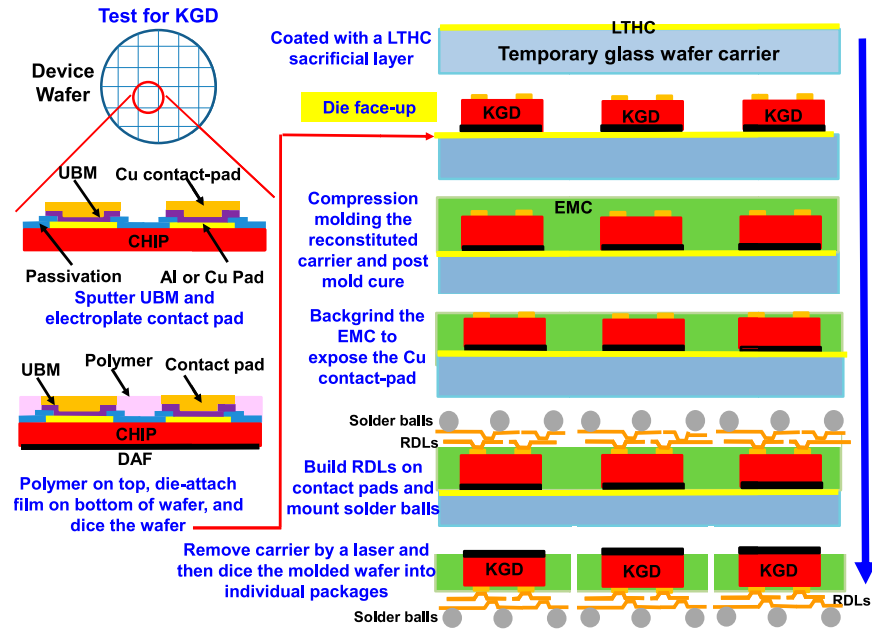 Test for KGD
Device
Wafer
UBM
Cu contact-pad
CHIP
Passivation
Al or Cu Pad
Sputter UBM and
electroplate contact pad
UBM
Polymer
Contact pad
CHIP
DAF
Polymer on top, die-attach
film on bottom of wafer, and
dice the wafer
Coated with a LTHC
sacrificial layer
LTHC
Temporary glass wafer carrier
Die face-up
KGD
KGD
KGD
Compression
molding the
reconstituted
carrier and post
mold cure
EMC
Backgrind the
EMC to
expose the Cu
contact-pad
Solder balls
RDLs
Build RDLs on
contact pads and
mount solder balls
Remove carrier by a laser and
then dice the molded wafer into
individual packages
KGD
KGD
KGD
RDLs
Solder balls